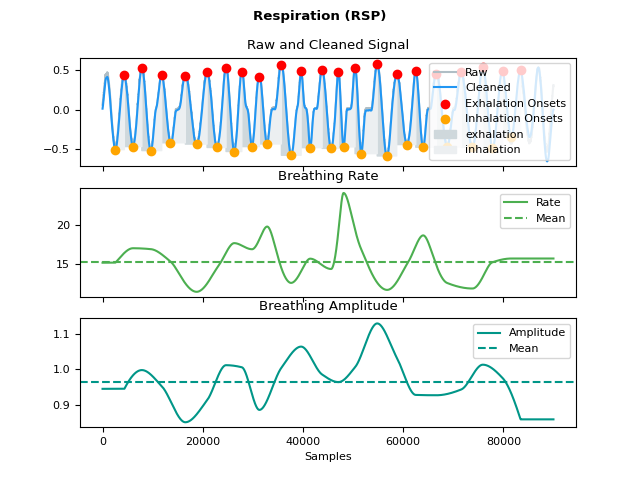 Respiration (RSP)
Raw and Cleaned Signal
0.5
0.0
−0.5
Raw
Cleaned
Exhalation Onsets
Inhalation Onsets
exhalation
inhalation
Breathing Rate
20
15
Rate
Mean
Breathing Amplitude
1.1
1.0
0.9
Amplitude
Mean
0 20000 40000 60000 80000
Samples